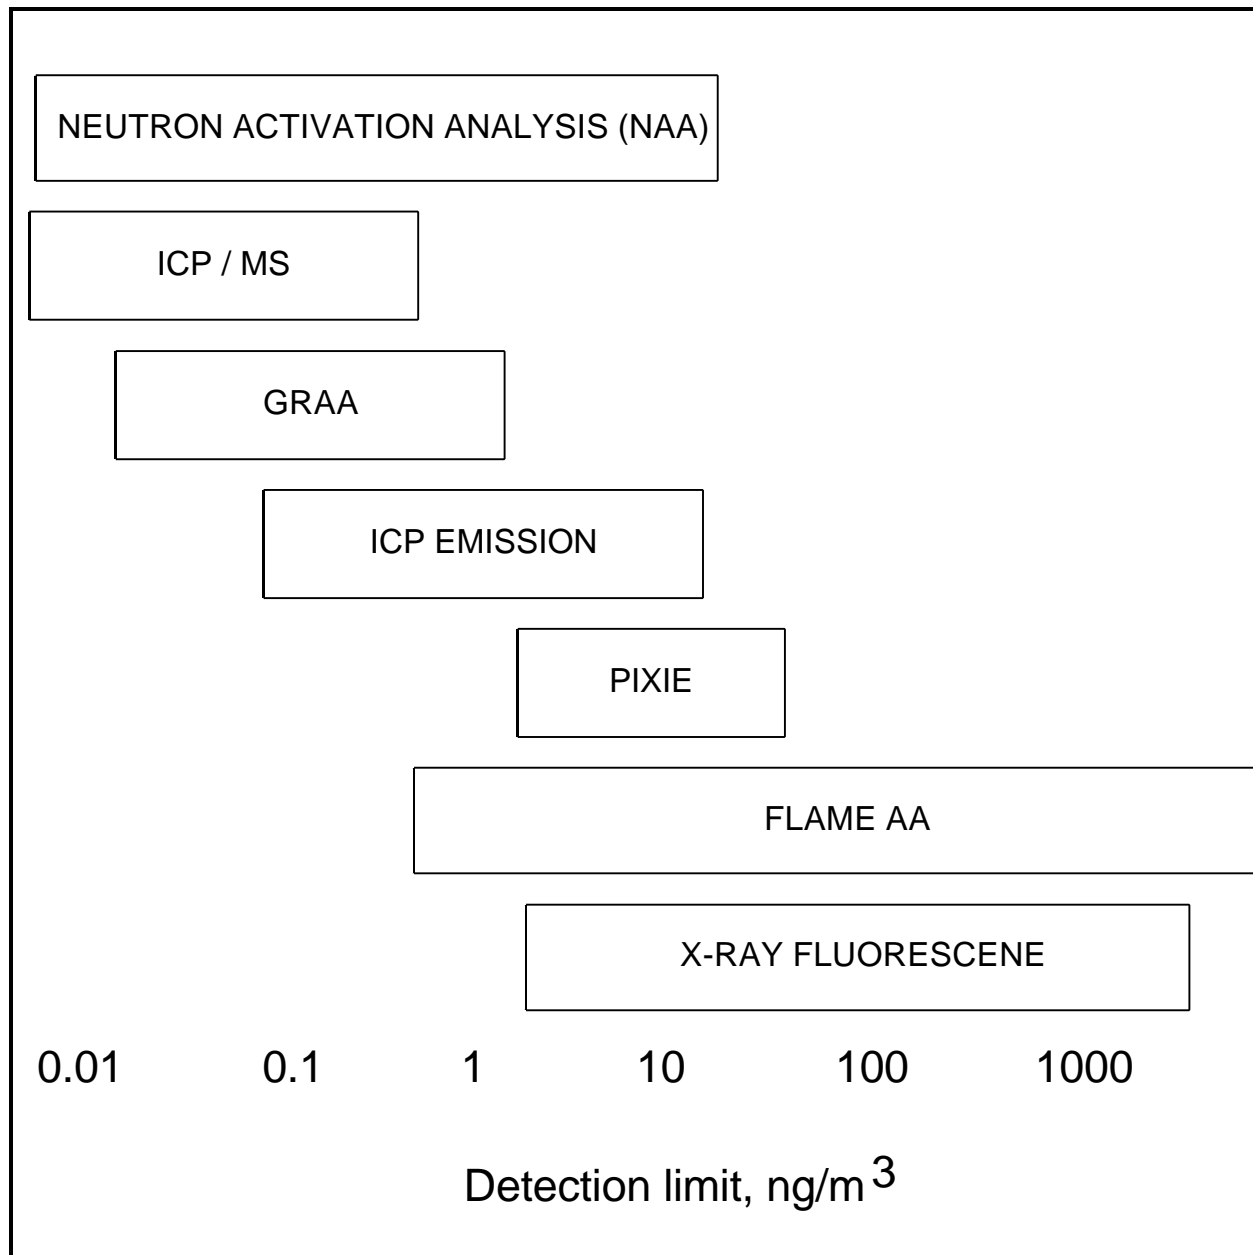 NEUTRON ACTIVATION ANALYSIS (NAA)
ICP / MS
GRAA
ICP EMISSION
PIXIE
FLAME AA
X-RAY FLUORESCENE
0.01 0.1 1 10 100 1000
Detection limit, ng/m³